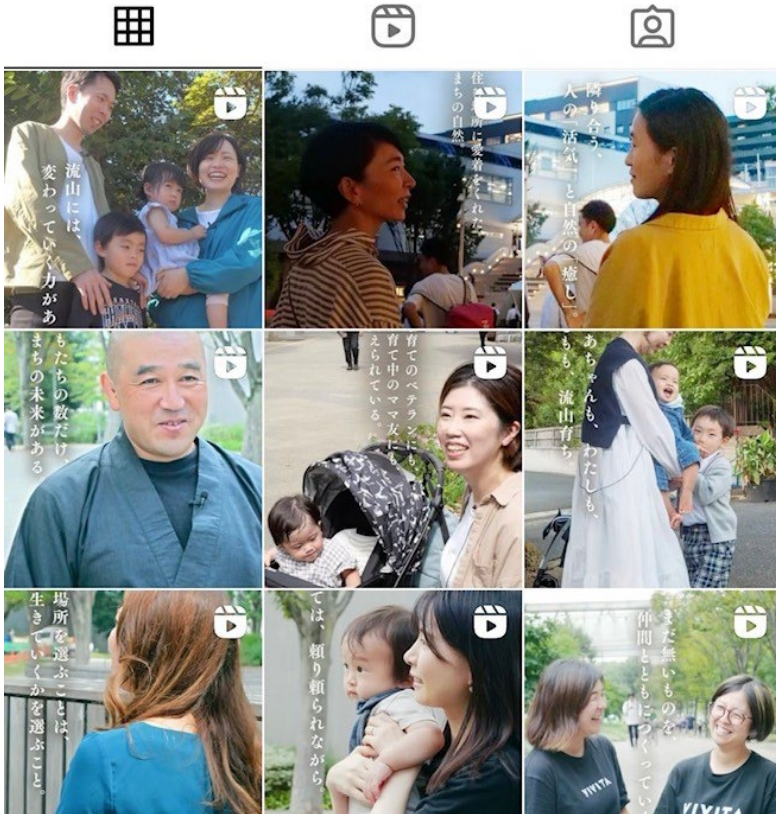 流山には、
変わっていく力があ
まちの自然。
隣り合う、
人の「活気」と自然の「癒し」。
もたちの数だけ、
まちの未来がある
育てのベテランにも、
育て中のママ友にも、
えられている。
あちゃんも、わたしも、
もも、流山育ち。
場所を選ぶことは、
生きていくかを選ぶこと。
ては、頼り頼られながら。
まだ無いものを、
仲間とともにつくってい
VIVITA
VIVITA